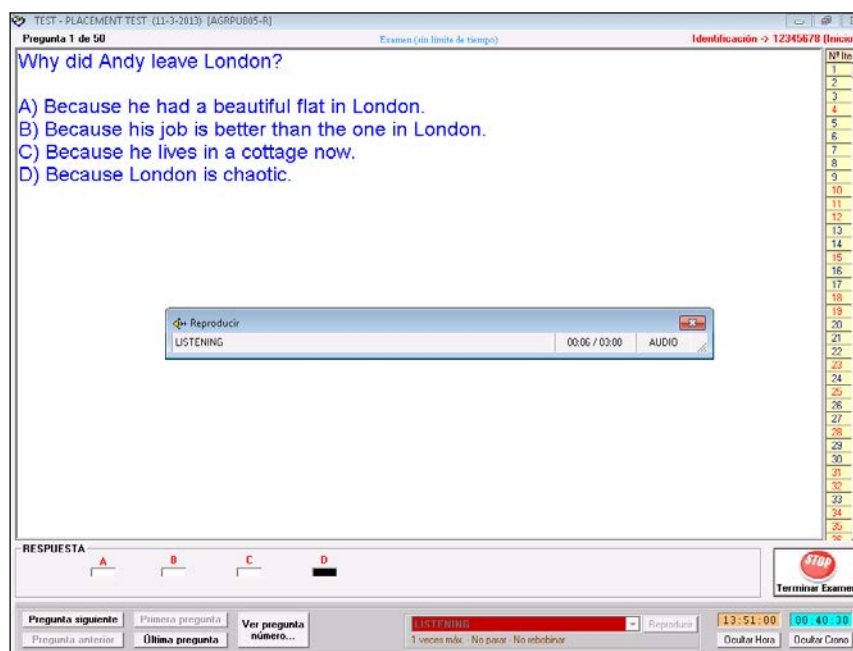 TEST - PLACEMENT TEST (11-3-2013) [AGRPUB05-R]
Pregunta 1 de 50
Examen (sin límite de tiempo)
Identificación -> 12345678 (Inicio
Why did Andy leave London?
A) Because he had a beautiful flat in London.
B) Because his job is better than the one in London.
C) Because he lives in a cottage now.
D) Because London is chaotic.
Nº Ite
1
2
3
4
5
6
7
8
9
10
11
12
13
14
15
16
17
18
19
20
21
22
23
24
25
26
27
28
29
30
31
32
33
34
35
36
Reproducir
LISTENING
00:06 / 03:00
AUDIO
RESPUESTA
A
B
C
D
STOP
Terminar Examen
Pregunta siguiente
Primera pregunta
Ver pregunta
número...
Pregunta anterior
Última pregunta
LISTENING
Reproducir
1 veces máx. - No parar - No rebobinar
13:51:00
00:40:30
Ocultar Hora
Ocultar Crono